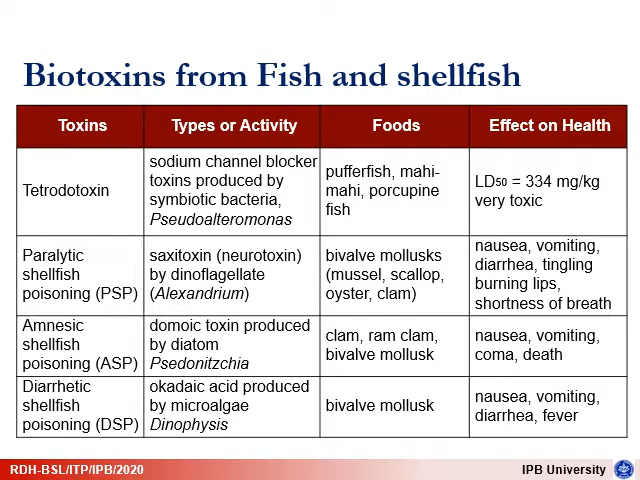 Biotoxins from Fish and shellfish
Toxins
Types or Activity
Foods
Effect on Health
Tetrodotoxin
sodium channel blocker
toxins produced by
symbiotic bacteria,
Pseudoalteromonas
pufferfish, mahi-
mahi, porcupine
fish
LD50 = 334 mg/kg
very toxic
Paralytic
shellfish
poisoning (PSP)
saxitoxin (neurotoxin)
by dinoflagellate
(Alexandrium)
bivalve mollusks
(mussel, scallop,
oyster, clam)
nausea, vomiting,
diarrhea, tingling
burning lips,
shortness of breath
Amnesic
shellfish
poisoning (ASP)
domoic toxin produced
by diatom
Psedonitzchia
clam, ram clam,
bivalve mollusk
nausea, vomiting,
coma, death
Diarrhetic
shellfish
poisoning (DSP)
okadaic acid produced
by microalgae
Dinophysis
bivalve mollusk
nausea, vomiting,
diarrhea, fever
RDH-BSL/ITP/IPB/2020
IPB University